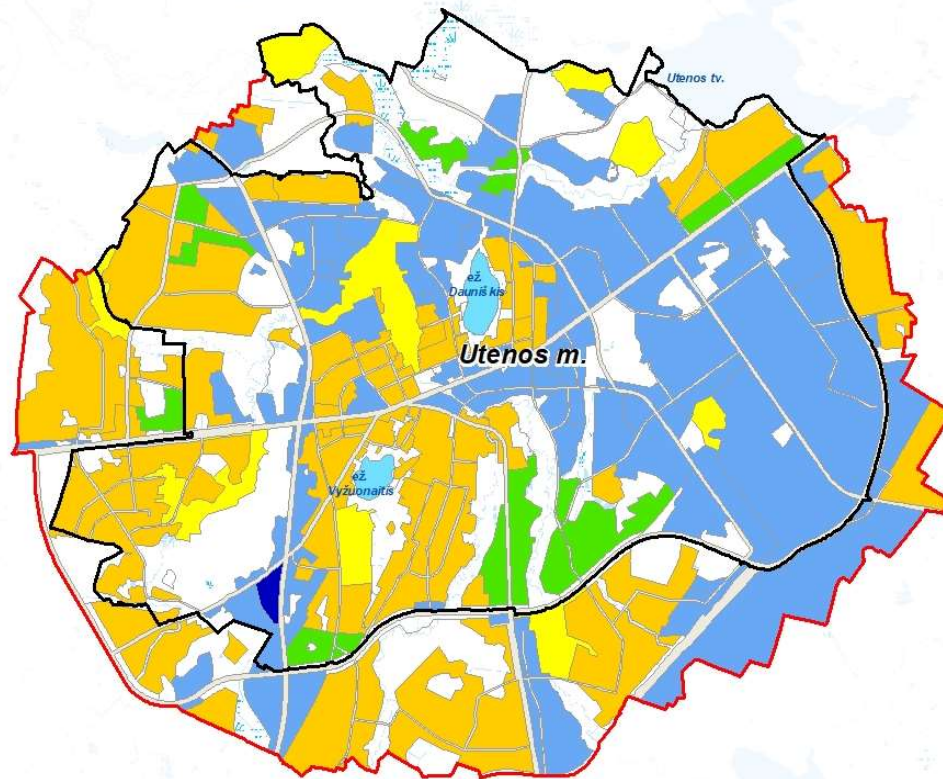 Utenos tv.
ež.
Dauniškis
Utenos m.
ež.
Vyžuonaitis